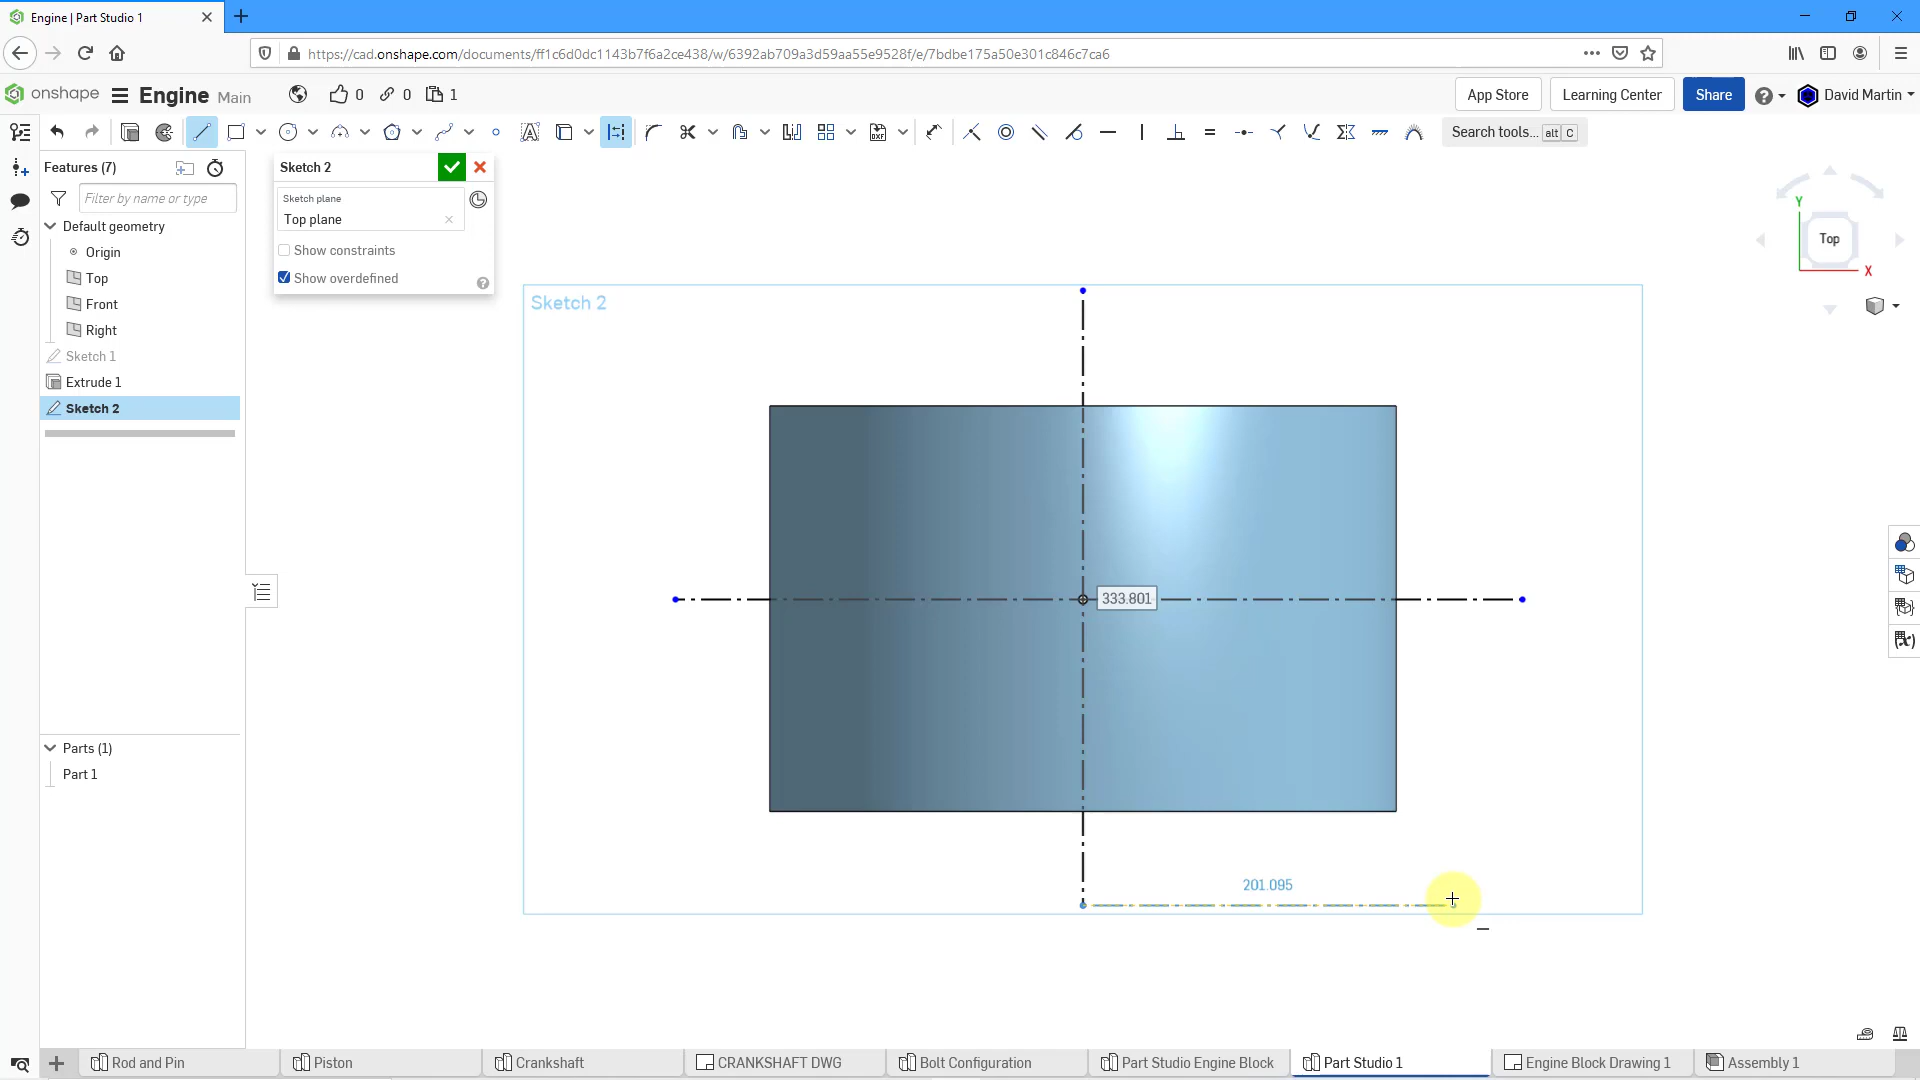 Engine | Part Studio 1
https://cad.onshape.com/documents/ff1c6d0dc1143b7f6a2ce438/w/6392ab709a3d59aa55e9528f/e/7bdbe175a50e301c846c7ca6
onshape Engine Main 0 0 1 App Store Learning Center Share David Martin
Search tools... alt C
Features (7)
Filter by name or type
Default geometry
Origin
Top
Front
Right
Sketch 1
Extrude 1
Sketch 2
Parts (1)
Part 1
Sketch 2
Sketch plane
Top plane
Show constraints
Show overdefined
Sketch 2
333.801
201.095
Y
Top
X
(x)
Rod and Pin Piston Crankshaft CRANKSHAFT DWG Bolt Configuration Part Studio Engine Block Part Studio 1 Engine Block Drawing 1 Assembly 1